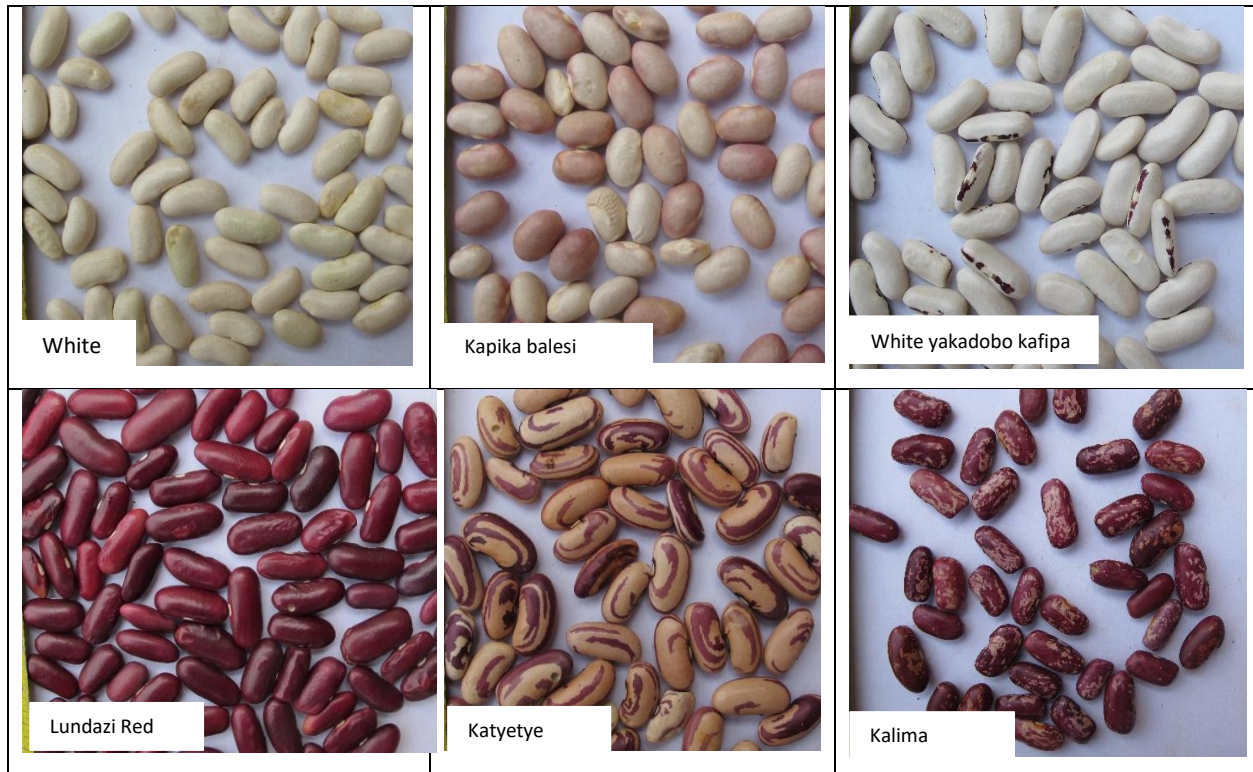 White
Kapika balesi
White yakadobo kafipa
Lundazi Red
Katyetye
Kalima